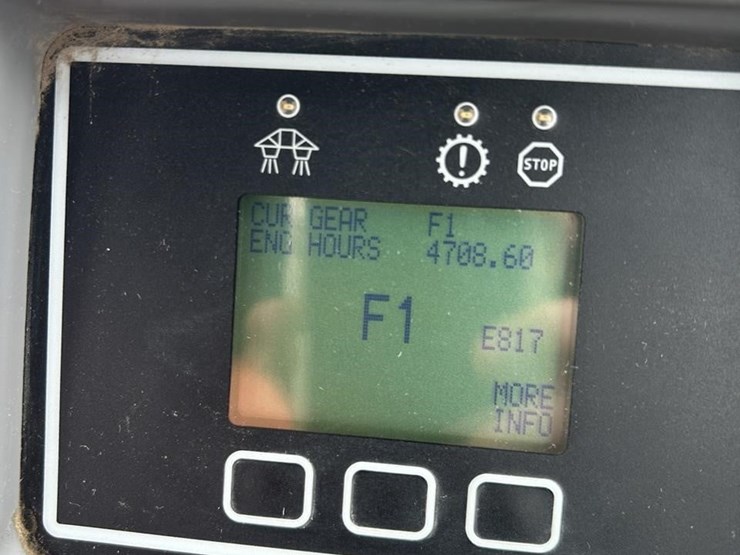 STOP
CUR GEAR F1
ENG HOURS 4708.60
F1
E817
MORE
INFO